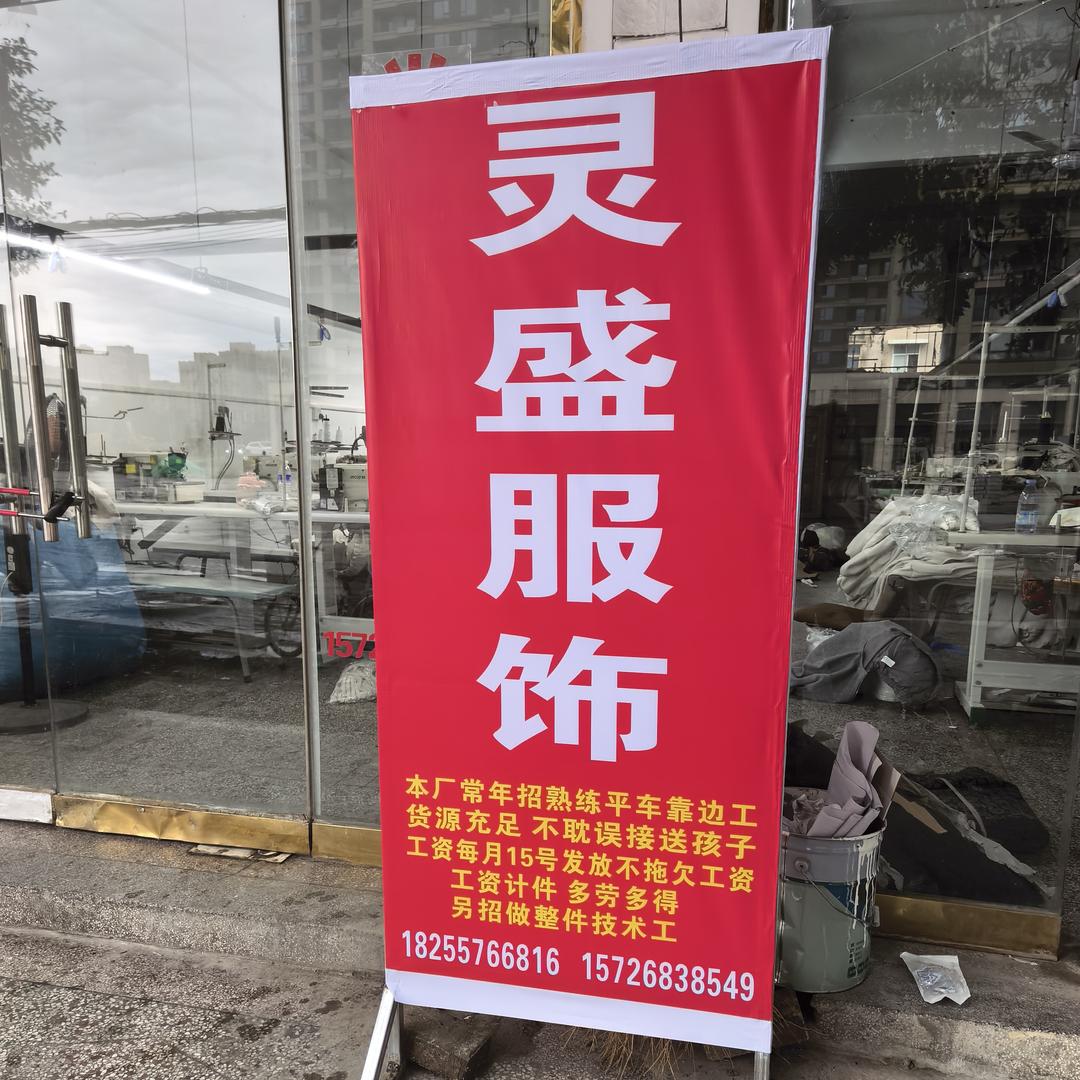 灵
盛
服
饰
本厂常年招熟练平车靠边工
货源充足 不耽误接送孩子
工资每月15号发放不拖欠工资
工资计件 多劳多得
另招做整件技术工
18255766816 15726838549
1572